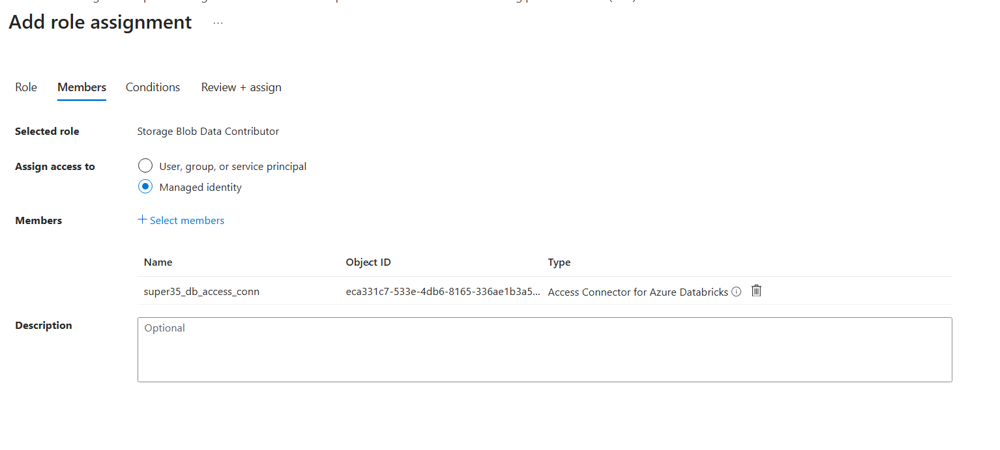 Add role assignment ...
Role Members Conditions Review + assign
Selected role Storage Blob Data Contributor
Assign access to User, group, or service principal
Managed identity
Members + Select members
Name Object ID Type
super35_db_access_conn eca331c7-533e-4db6-8165-336ae1b3a5... Access Connector for Azure Databricks
Description Optional